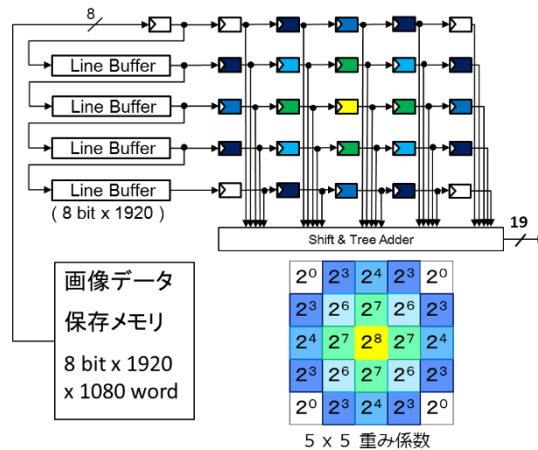 8
Line Buffer
Line Buffer
Line Buffer
Line Buffer
( 8 bit x 1920 )
19
Shift & Tree Adder
画像データ
保存メモリ
8 bit x 1920
x 1080 word
2⁰ 2³ 2⁴ 2³ 2⁰
2³ 2⁶ 2⁷ 2⁶ 2³
2⁴ 2⁷ 2⁸ 2⁷ 2⁴
2³ 2⁶ 2⁷ 2⁶ 2³
2⁰ 2³ 2⁴ 2³ 2⁰
5 x 5 重み係数